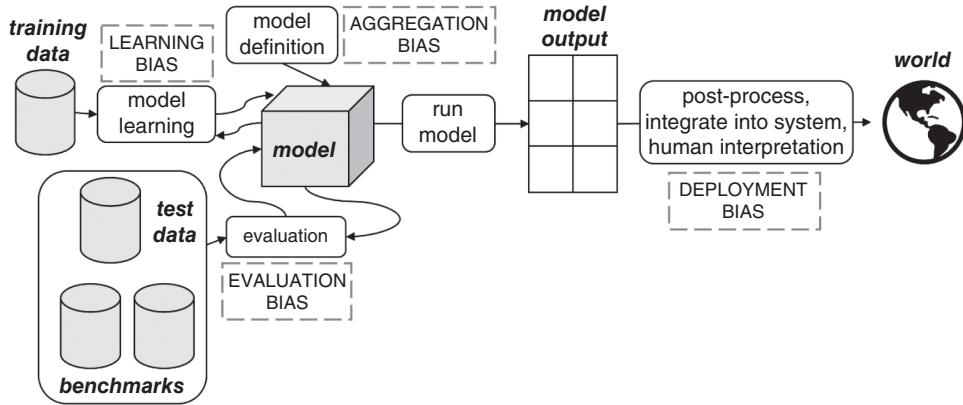 training
data
LEARNING
BIAS
model
definition
AGGREGATION
BIAS
model
output
world
model
learning
model
run
model
post-process,
integrate into system,
human interpretation
DEPLOYMENT
BIAS
test
data
evaluation
EVALUATION
BIAS
benchmarks